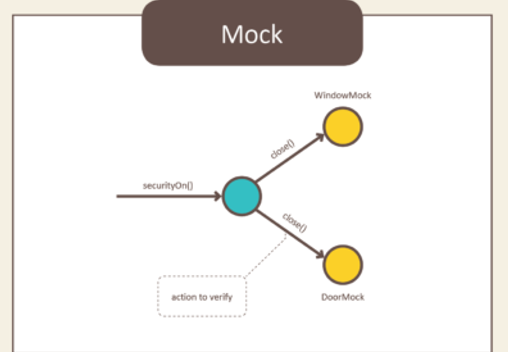 Mock
WindowMock
close()
securityOn()
close()
action to verify
DoorMock